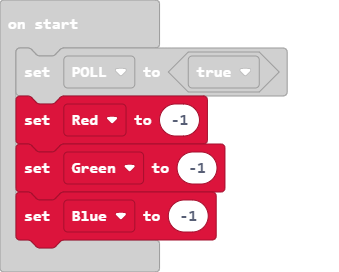 on start
set POLL to true
set Red to -1
set Green to -1
set Blue to -1